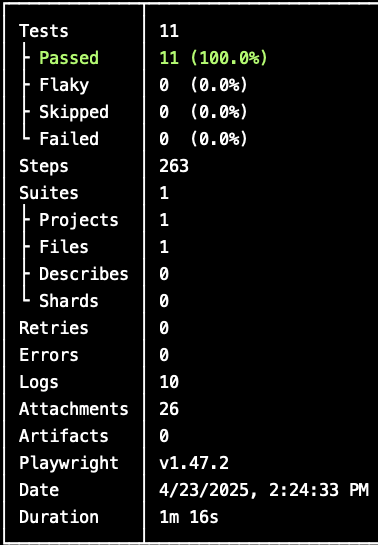 Tests 11
├ Passed 11 (100.0%)
├ Flaky 0 (0.0%)
├ Skipped 0 (0.0%)
└ Failed 0 (0.0%)
Steps 263
Suites 1
├ Projects 1
├ Files 1
├ Describes 0
└ Shards 0
Retries 0
Errors 0
Logs 10
Attachments 26
Artifacts 0
Playwright v1.47.2
Date 4/23/2025, 2:24:33 PM
Duration 1m 16s